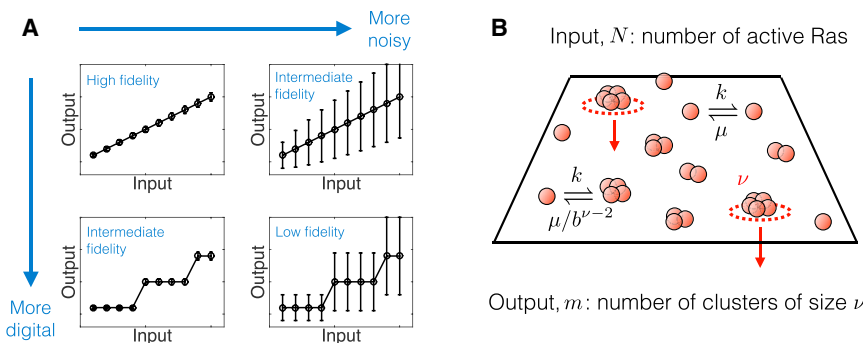 A
More
noisy
High fidelity
Output
Input
Intermediate
fidelity
Output
Input
More
digital
Intermediate
fidelity
Output
Input
Low fidelity
Output
Input
B
Input, N: number of active Ras
k
μ
k
μ/b^{ν−2}
ν
Output, m: number of clusters of size ν